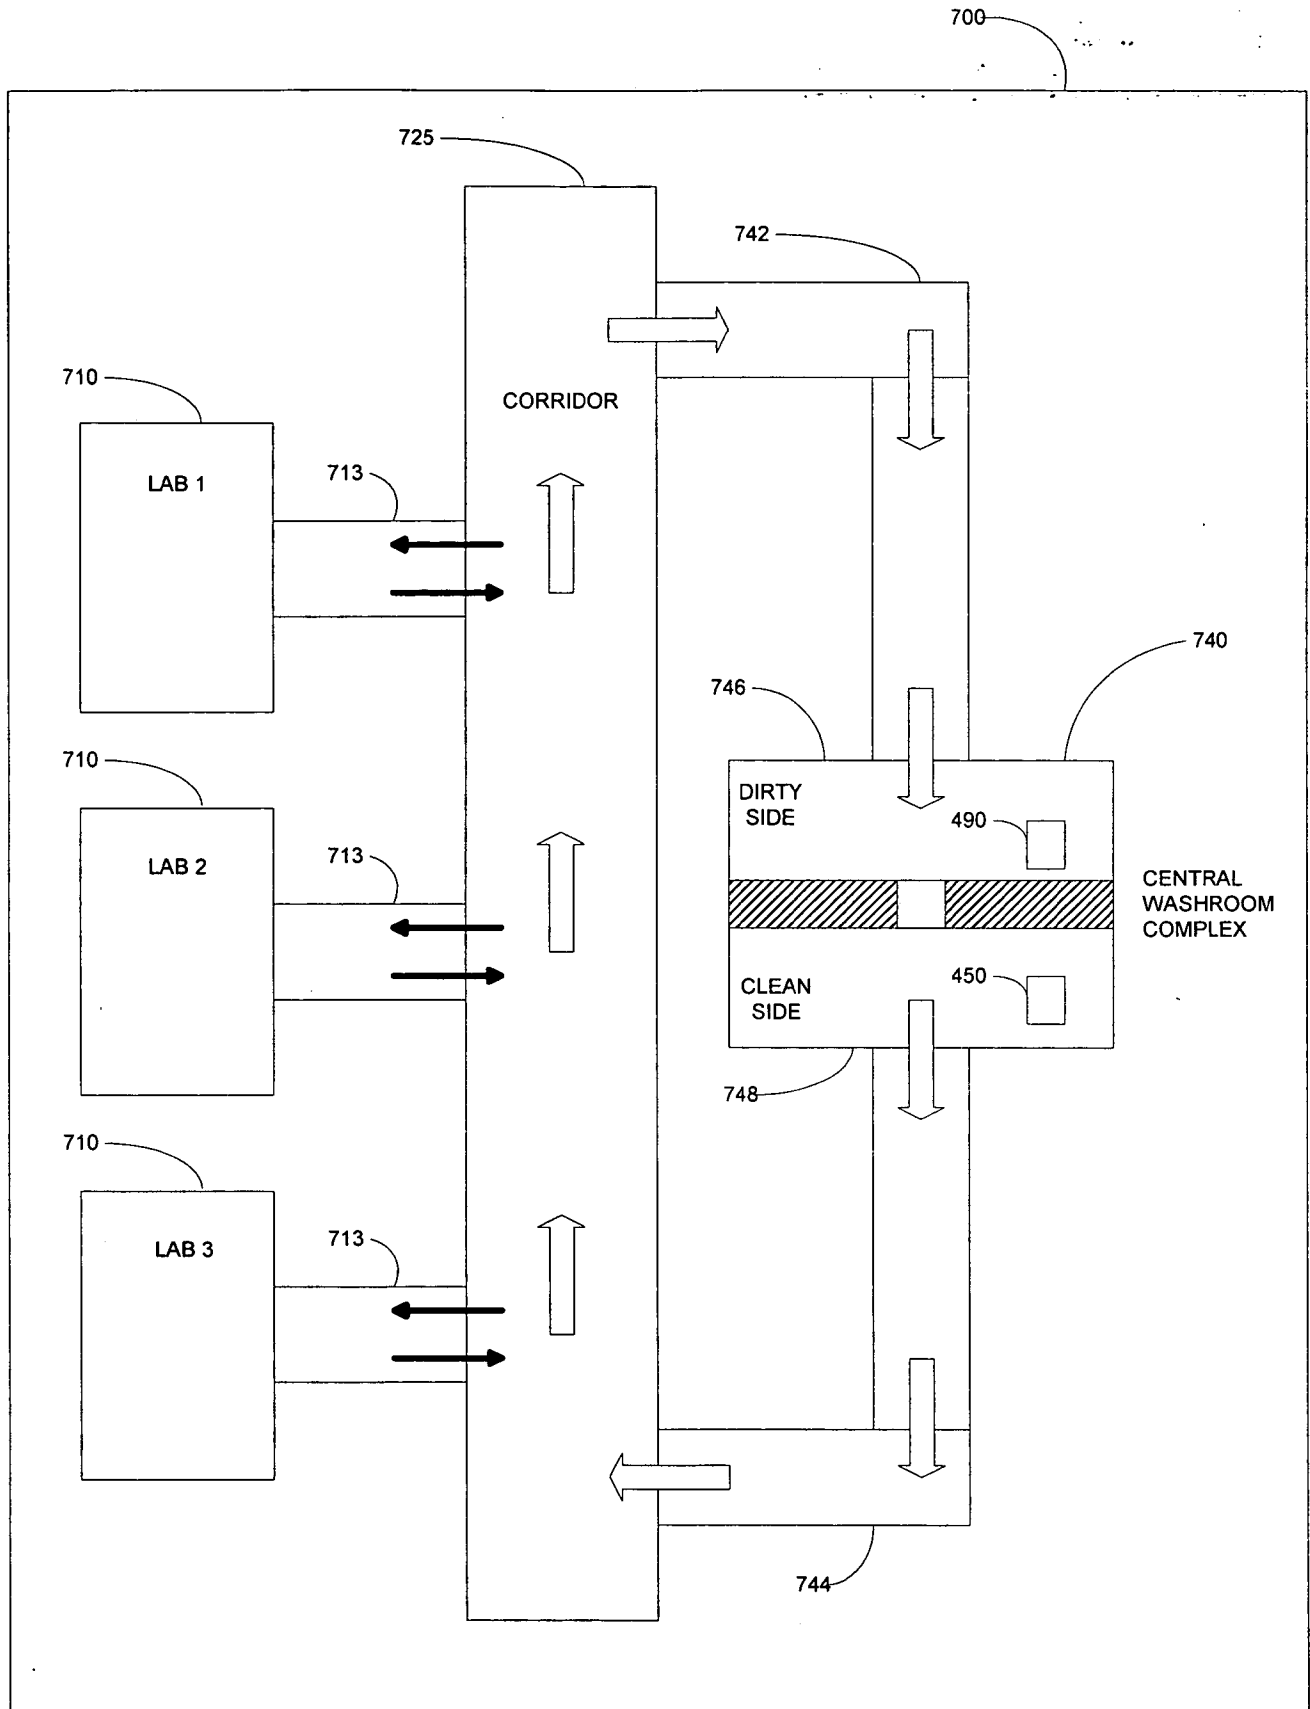 700
725
742
CORRIDOR
710
LAB 1
713
740
746
DIRTY
SIDE
490
710
LAB 2
713
CENTRAL
WASHROOM
COMPLEX
CLEAN
SIDE
450
748
710
LAB 3
713
744